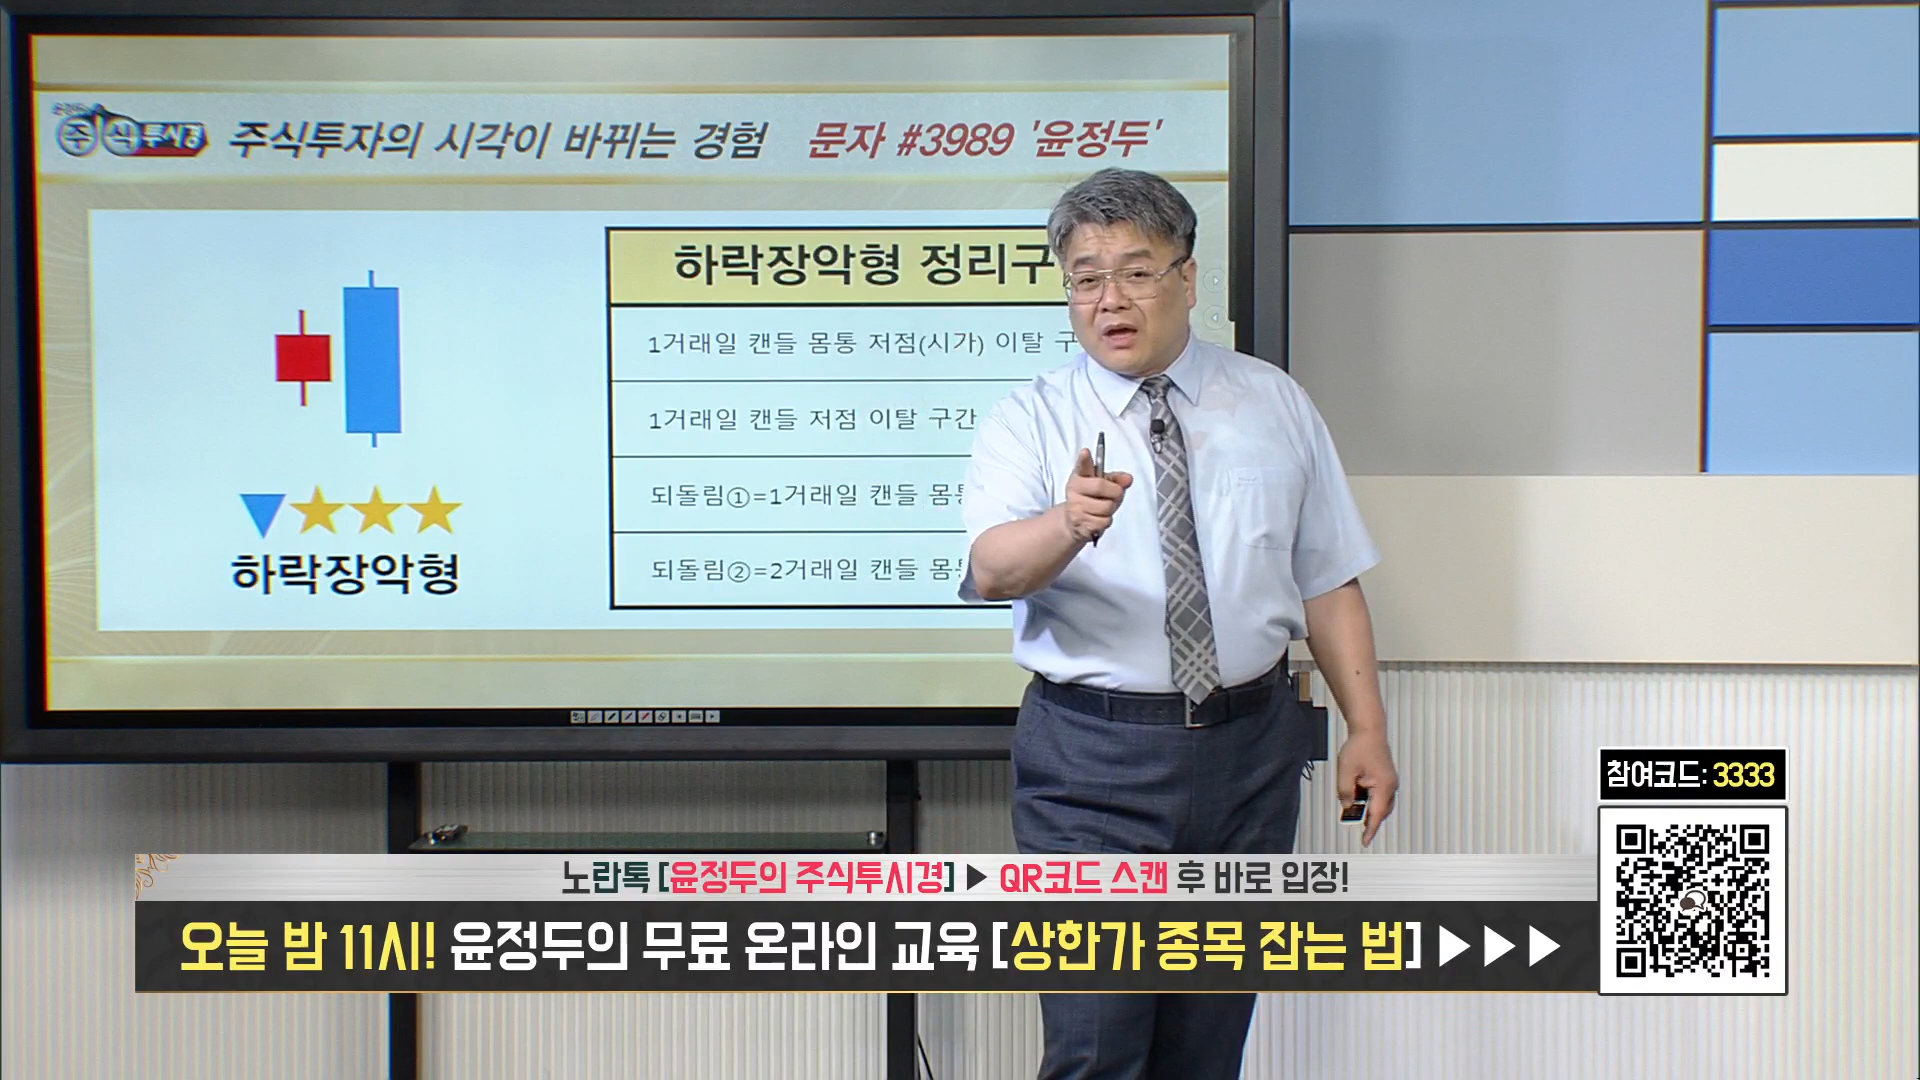 주식투시경 주식투자의 시각이 바뀌는 경험 문자 #3989 '윤정두'
하락장악형 정리구
1거래일 캔들 몸통 저점(시가) 이탈 구
1거래일 캔들 저점 이탈 구간
되돌림①=1거래일 캔들
되돌림②=2거래일 캔들
하락장악형
참여코드: 3333
노란톡 [윤정두의 주식투시경] ▶ QR코드 스캔 후 바로 입장!
오늘 밤 11시! 윤정두의 무료 온라인 교육 [상한가 종목 잡는 법] ▶▶▶